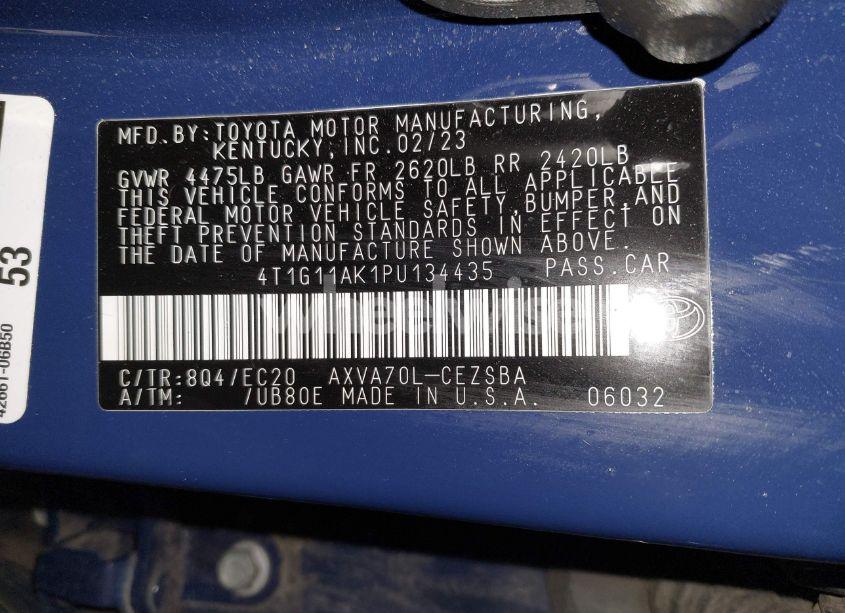 MFD.BY:TOYOTA MOTOR MANUFACTURING,
KENTUCKY,INC.02/23
GVWR 4475LB GAWR FR 2620LB RR 2420LB
THIS VEHICLE CONFORMS TO ALL APPLICABLE
FEDERAL MOTOR VEHICLE SAFETY,BUMPER,AND
THEFT PREVENTION STANDARDS IN EFFECT ON
THE DATE OF MANUFACTURE SHOWN ABOVE.
4T1G11AK1PU134435 PASS.CAR
C/TR:8Q4/EC20 AXVA70L-CEZSBA
A/TM: /UB80E MADE IN U.S.A. 06032
53
42661-06B50